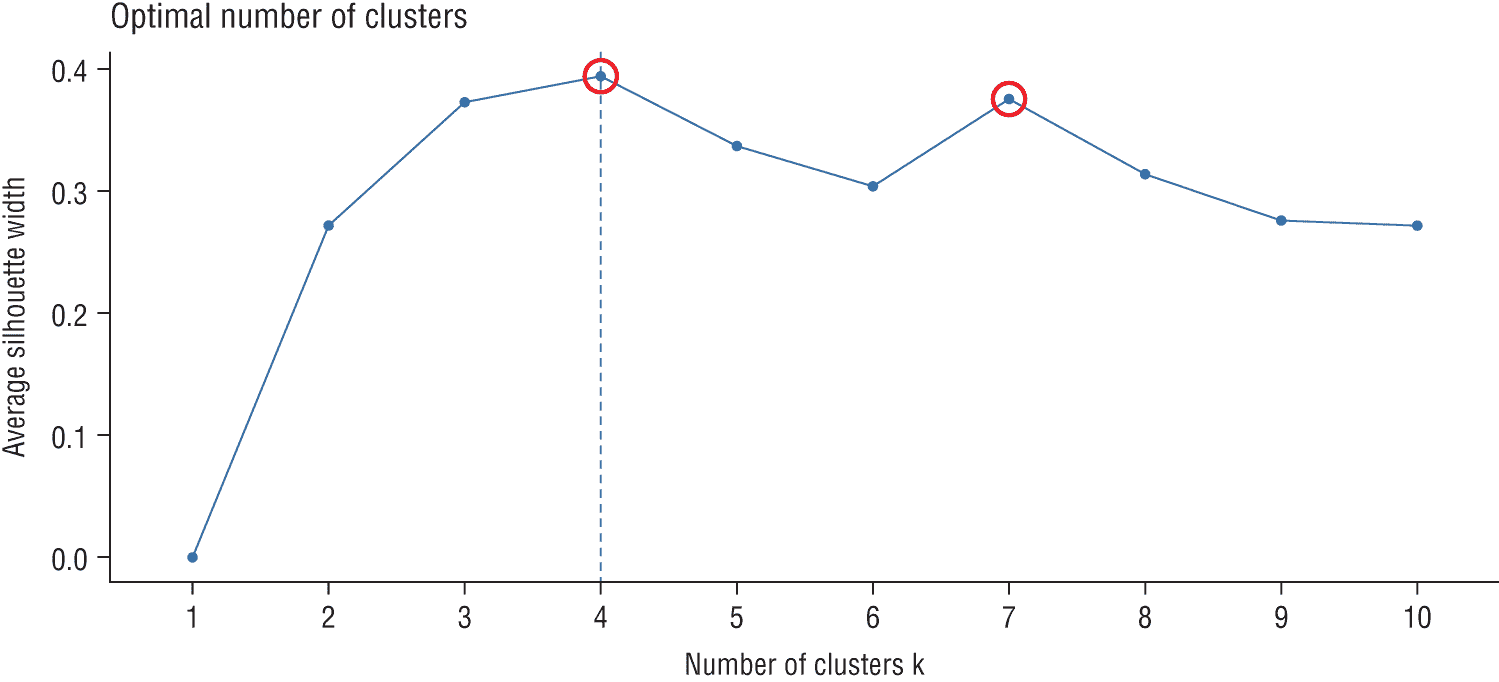 Optimal number of clusters
0.4
0.3
0.2
0.1
0.0
Average silhouette width
1 2 3 4 5 6 7 8 9 10
Number of clusters k